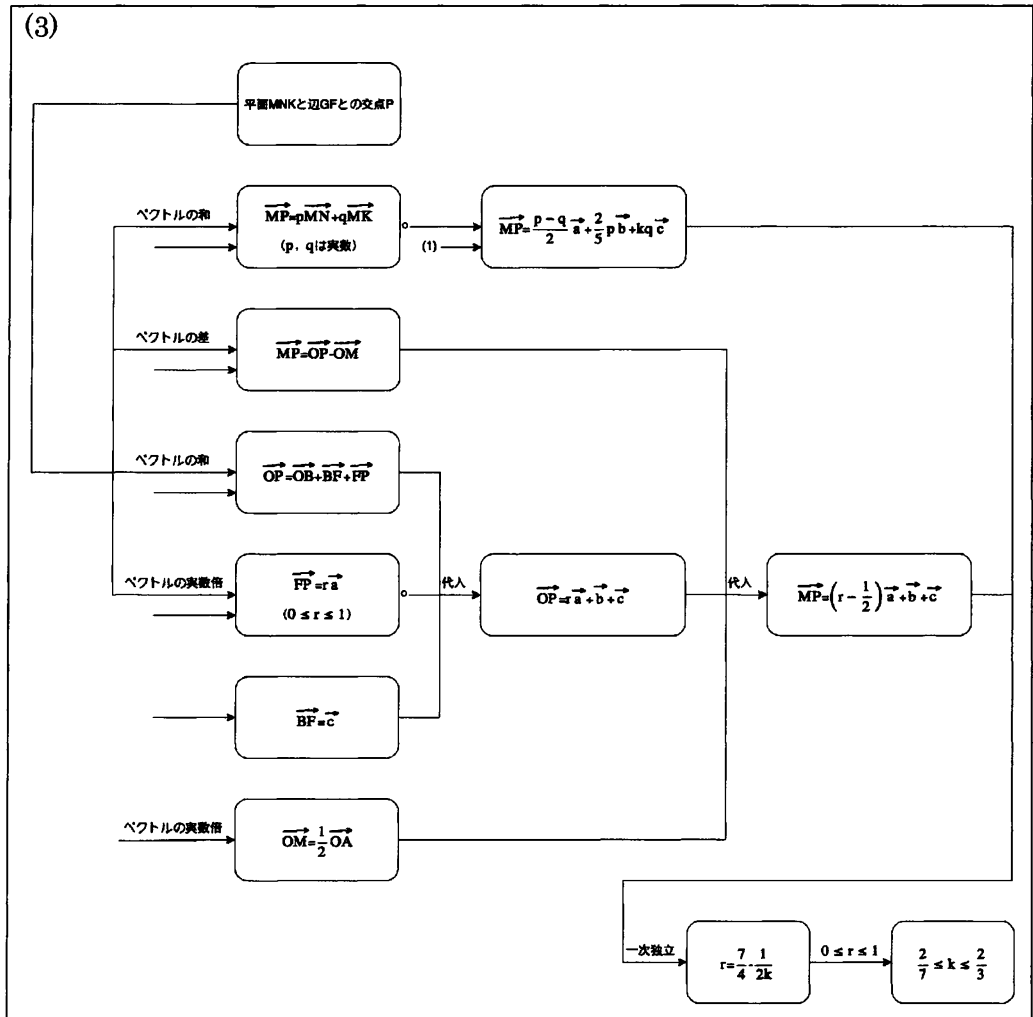 (3)
平面MNKと辺GFとの交点P
ベクトルの和
MP=pMN+qMK
(p, qは実数)
(1)
MP=p-q/2 a+2/5 p b+kq c
ベクトルの差
MP=OP-OM
ベクトルの和
OP=OB+BF+FP
ベクトルの実数倍
FP=r a
(0 ≤ r ≤ 1)
代入
OP=r a+b+c
代入
MP=(r-1/2)a+b+c
BF=c
ベクトルの実数倍
OM=1/2 OA
一次独立
r=7/4-1/2k
0 ≤ r ≤ 1
2/7 ≤ k ≤ 2/3